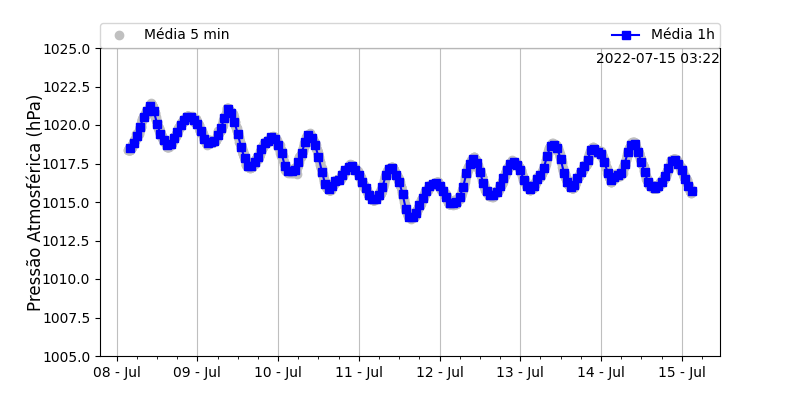 Média 5 min
Média 1h
2022-07-15 03:22
Pressão Atmosférica (hPa)
1025.0
1022.5
1020.0
1017.5
1015.0
1012.5
1010.0
1007.5
1005.0
08 - Jul
09 - Jul
10 - Jul
11 - Jul
12 - Jul
13 - Jul
14 - Jul
15 - Jul